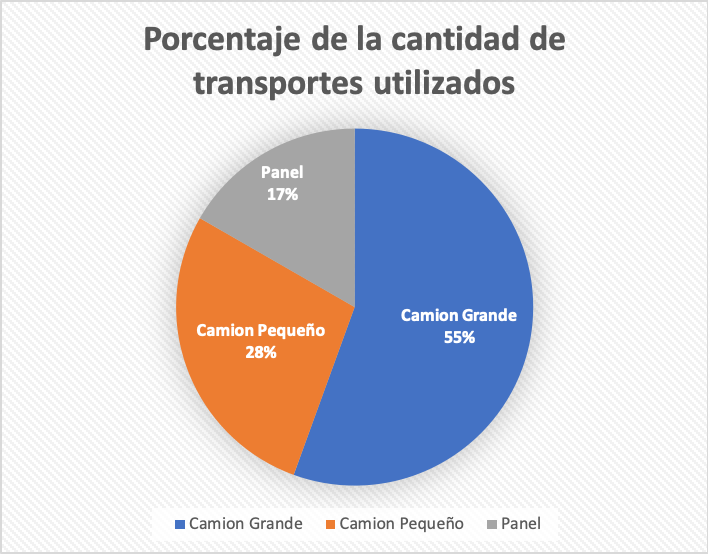 Porcentaje de la cantidad de
transportes utilizados
Panel
17%
Camion Grande
55%
Camion Pequeño
28%
Camion Grande
Camion Pequeño
Panel